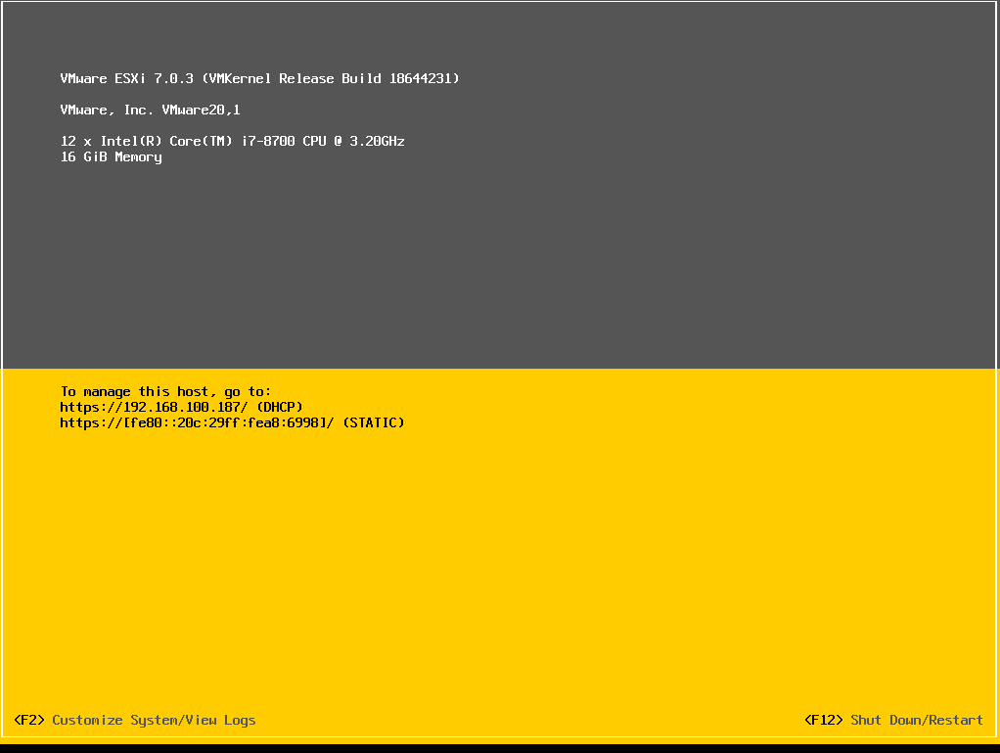 VMware ESXi 7.0.3 (VMKernel Release Build 18644231)
VMware, Inc. VMware20,1
12 x Intel(R) Core(TM) i7-8700 CPU @ 3.20GHz
16 GiB Memory
To manage this host, go to:
https://192.168.100.187/ (DHCP)
https://[fe80::20c:29ff:fea8:6998]/ (STATIC)
<F2> Customize System/View Logs
<F12> Shut Down/Restart